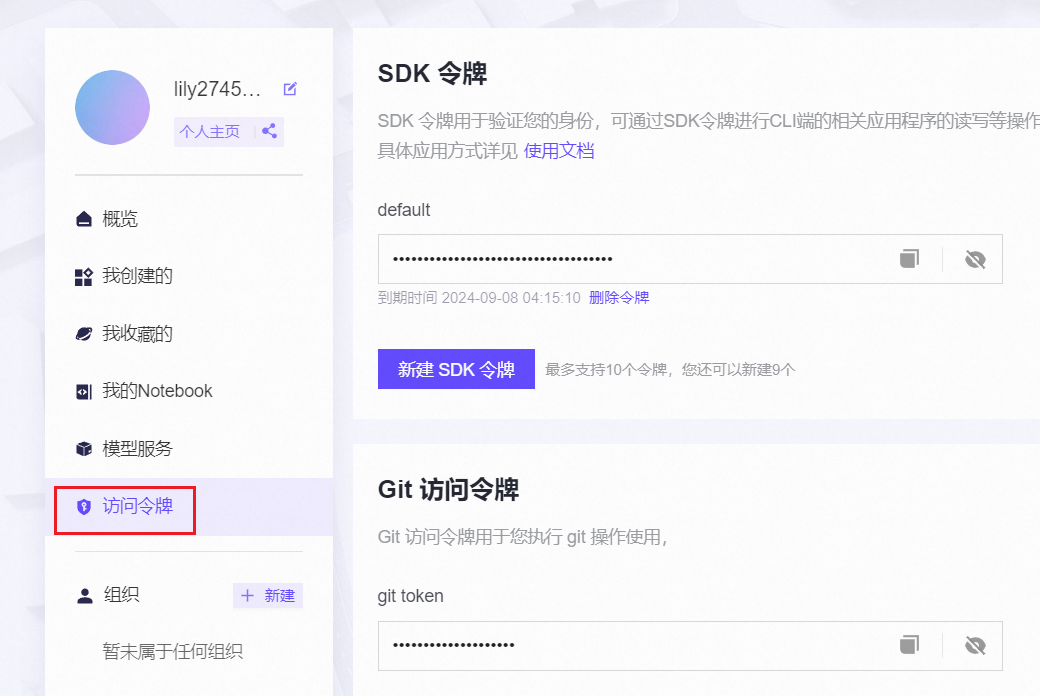 lily2745...
个人主页
概览
我创建的
我收藏的
我的Notebook
模型服务
访问令牌
组织
+ 新建
暂未属于任何组织
SDK 令牌
SDK 令牌用于验证您的身份，可通过SDK令牌进行CLI端的相关应用程序的读写等操作
具体应用方式详见 使用文档
default
••••••••••••••••••••••••••••••••••••
到期时间 2024-09-08 04:15:10 删除令牌
新建 SDK 令牌 最多支持10个令牌，您还可以新建9个
Git 访问令牌
Git 访问令牌用于您执行 git 操作使用，
git token
••••••••••••••••••••